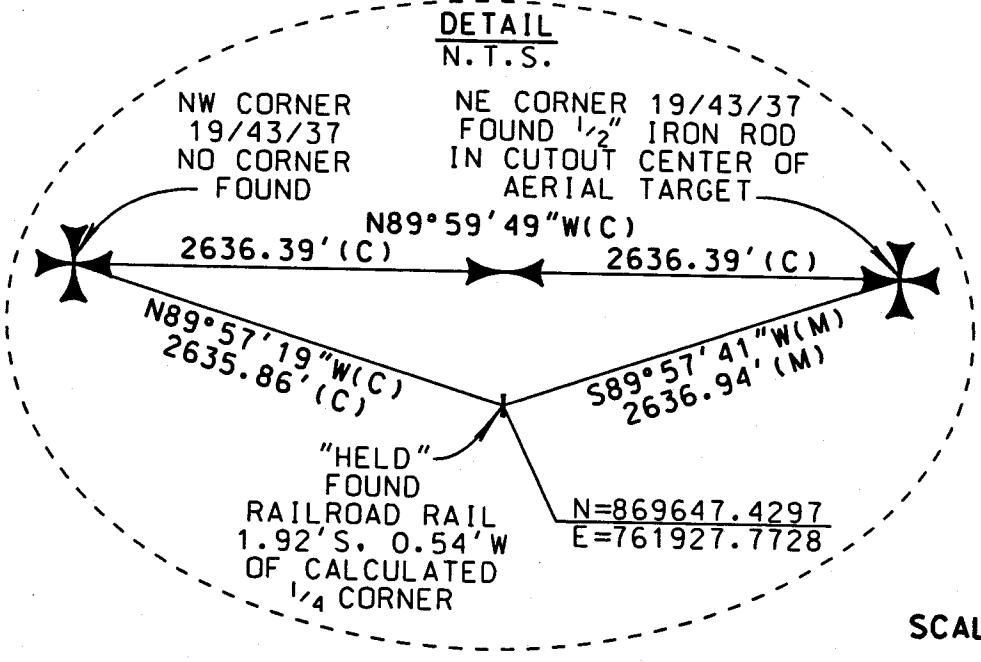 DETAIL
N.T.S.
NW CORNER
19/43/37
NO CORNER
FOUND
NE CORNER 19/43/37
FOUND 1/2" IRON ROD
IN CUTOUT CENTER OF
AERIAL TARGET
N89°59'49"W(C)
2636.39'(C)
2636.39'(C)
N89°57'19"W(C)
2635.86'(C)
S89°57'41"W(M)
2636.94'(M)
"HELD"
FOUND
RAILROAD RAIL
1.92'S. 0.54'W
OF CALCULATED
1/4 CORNER
N=869647.4297
E=761927.7728
SCAL